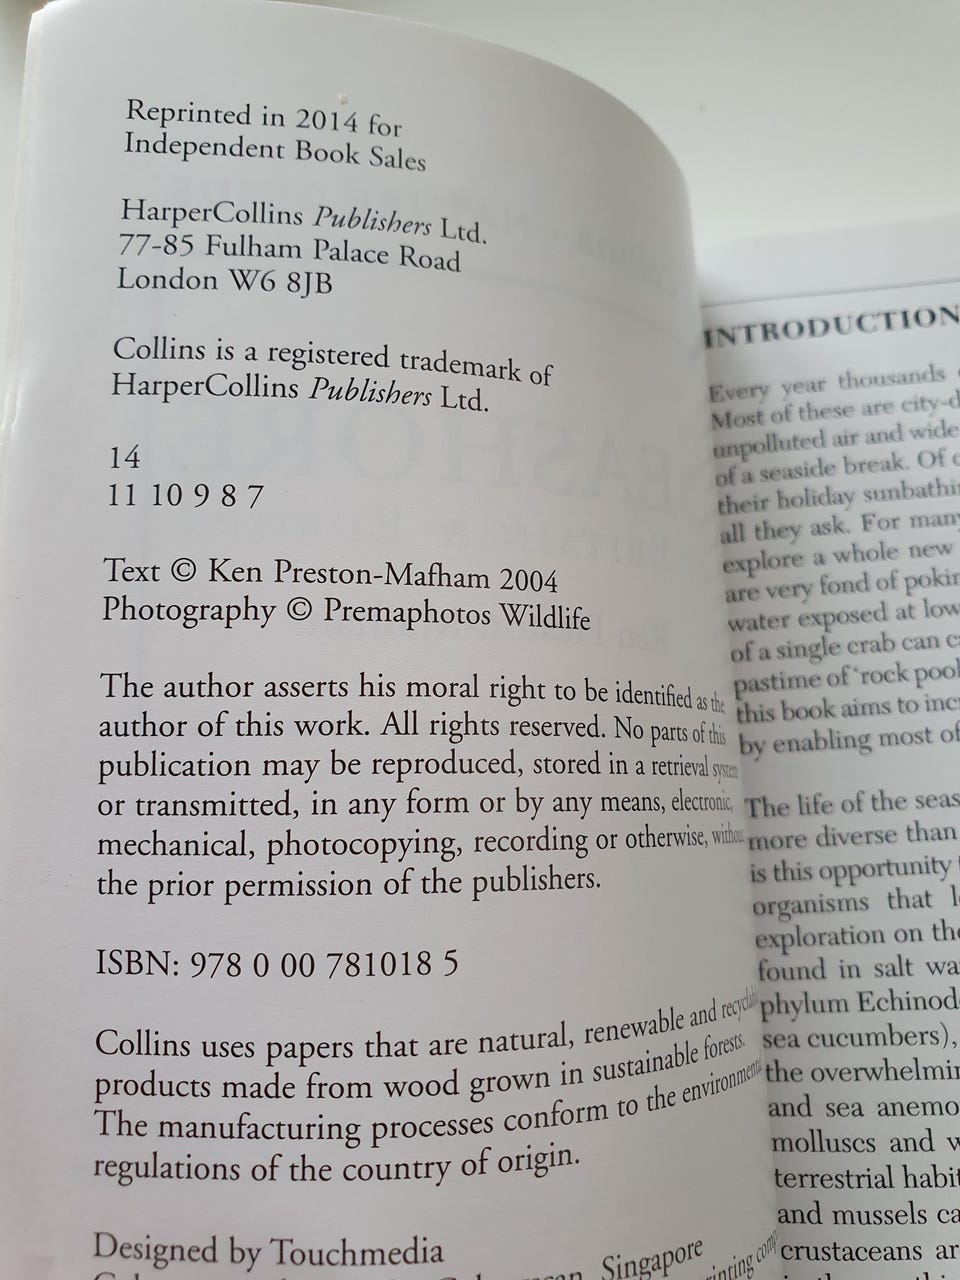 Reprinted in 2014 for
Independent Book Sales
HarperCollins Publishers Ltd.
77-85 Fulham Palace Road
London W6 8JB
Collins is a registered trademark of
HarperCollins Publishers Ltd.
14
11 10 9 8 7
Text © Ken Preston-Mafham 2004
Photography © Premaphotos Wildlife
The author asserts his moral right to be identified as the
author of this work. All rights reserved. No parts of this
publication may be reproduced, stored in a retrieval system
or transmitted, in any form or by any means, electronic,
mechanical, photocopying, recording or otherwise,
the prior permission of the publishers.
ISBN: 978 0 00 781018 5
Collins uses papers that are natural, renewable and
products made from wood grown in sustainable forests.
The manufacturing processes conform to the
regulations of the country of origin.
Designed by Touchmedia
Singapore
printing
INTRODUCTION
Every year thousands
Most of these are city-d
unpolluted air and wide
of a seaside break. Of
their holiday sunbathi
all they ask. For many
explore a whole new
are very fond of pokin
water exposed at low
of a single crab can
pastime of 'rock pool
this book aims to
by enabling most of
The life of the seas
more diverse than
is this opportunity
organisms that
exploration on the
found in salt wa
phylum Echinod
sea cucumbers),
the overwhelmin
and sea anemo
molluscs and w
terrestrial habit
and mussels ca
crustaceans ar